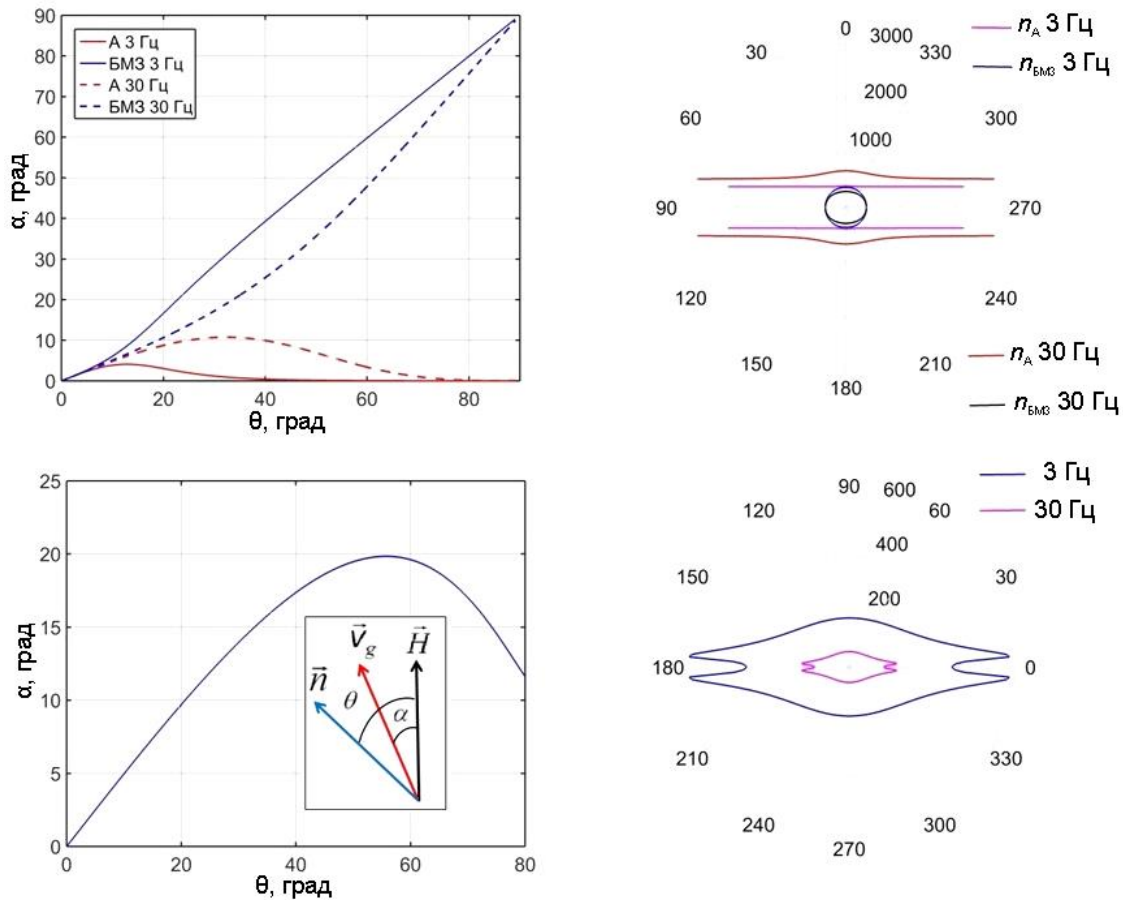 90
80
70
60
50
40
30
20
10
0
α, град
А 3 Гц
БМЗ 3 Гц
А 30 Гц
БМЗ 30 Гц
0 20 40 60 80
θ, град
nА 3 Гц
nБМЗ 3 Гц
0 3000
30 330
2000
60 300
1000
90 270
120 240
150 210
180
nА 30 Гц
nБМЗ 30 Гц
25
20
15
10
5
0
α, град
n⃗ v⃗g H⃗
θ α
0 20 40 60 80
θ, град
3 Гц
30 Гц
90 600
120 60
400
150 30
200
180 0
210 330
240 300
270